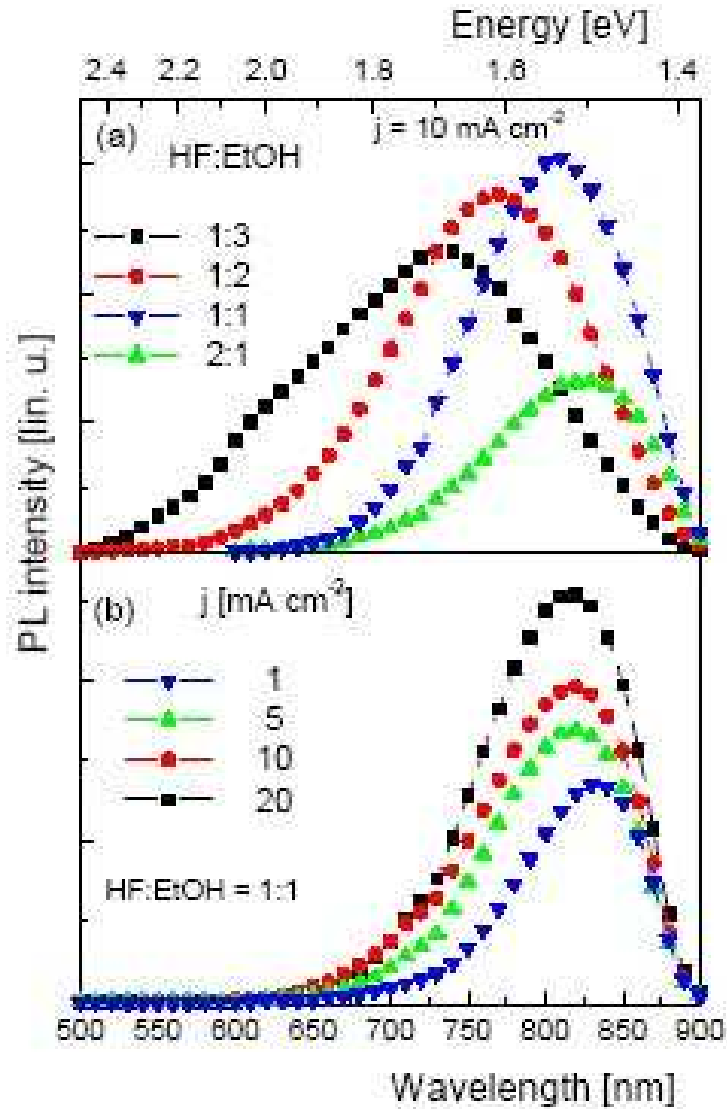 Energy [eV]
2.4 2.2 2.0 1.8 1.6 1.4
(a) j = 10 mA cm-2
HF:EtOH
1:3
1:2
1:1
2:1
PL intensity [lin. u.]
(b) j [mA cm-2]
1
5
10
20
HF:EtOH = 1:1
500 550 600 650 700 750 800 850 900
Wavelength [nm]